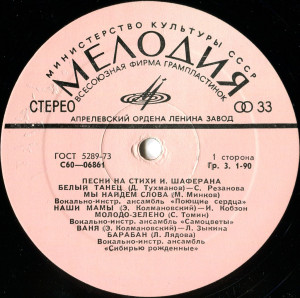 МИНИСТЕРСТВО КУЛЬТУРЫ СССР
МЕЛОДИЯ
ВСЕСОЮЗНАЯ ФИРМА ГРАМПЛАСТИНОК
СТЕРЕО
33
АПРЕЛЕВСКИЙ ОРДЕНА ЛЕНИНА ЗАВОД
ГОСТ 5289-73
1 сторона
С60—06861
Гр. 3. 1-90
ПЕСНИ НА СТИХИ И. ШАФЕРАНА
БЕЛЫЙ ТАНЕЦ (Д. Тухманов) — С. Резанова
МЫ НАЙДЕМ СЛОВА (М. Минков)
Вокально-инстр. ансамбль «Поющие сердца»
НАШИ МАМЫ (Э. Колмановский) — И. Кобзон
МОЛОДО-ЗЕЛЕНО (С. Томин)
Вокально-инстр. ансамбль «Самоцветы»
ВАНЯ (Э. Колмановский) — Л. Зыкина
БАРАБАН (Л. Лядова)
Вокально-инстр. ансамбль
«Сибирью рожденные»